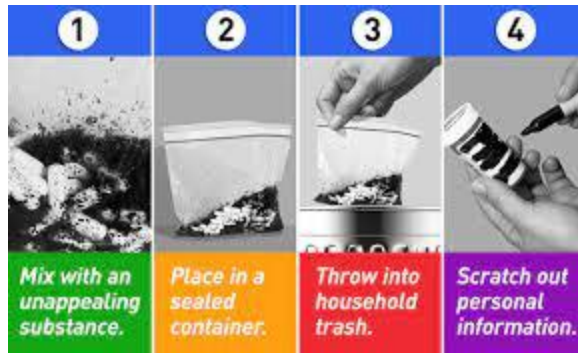 1
Mix with an
unappealing
substance.
2
Place in a
sealed
container.
3
Throw into
household
trash.
4
Scratch out
personal
information.